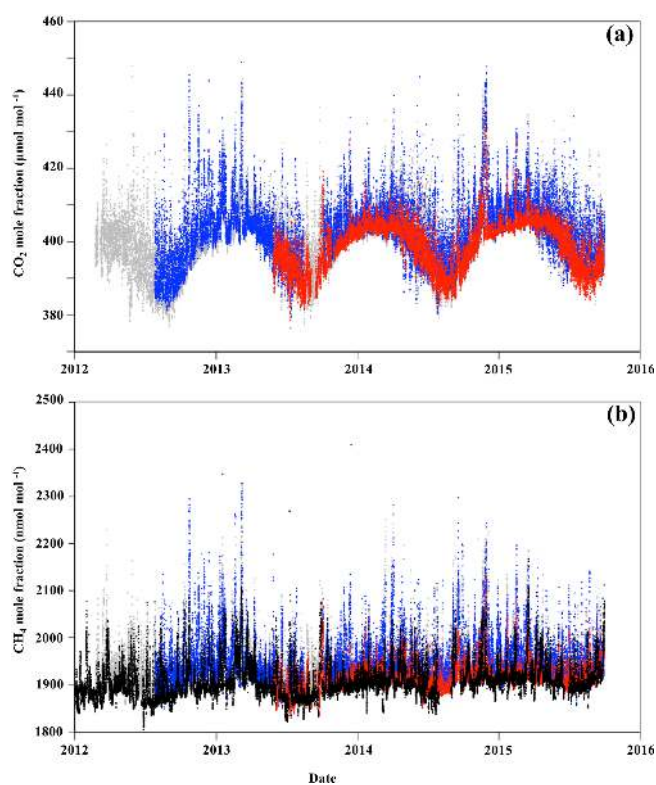 460
(a)
440
420
400
380
CO₂ mole fraction (μmol mol⁻¹)
2012 2013 2014 2015 2016
2500
(b)
2400
2300
2200
2100
2000
1900
1800
CH₄ mole fraction (nmol mol⁻¹)
2012 2013 2014 2015 2016
Date